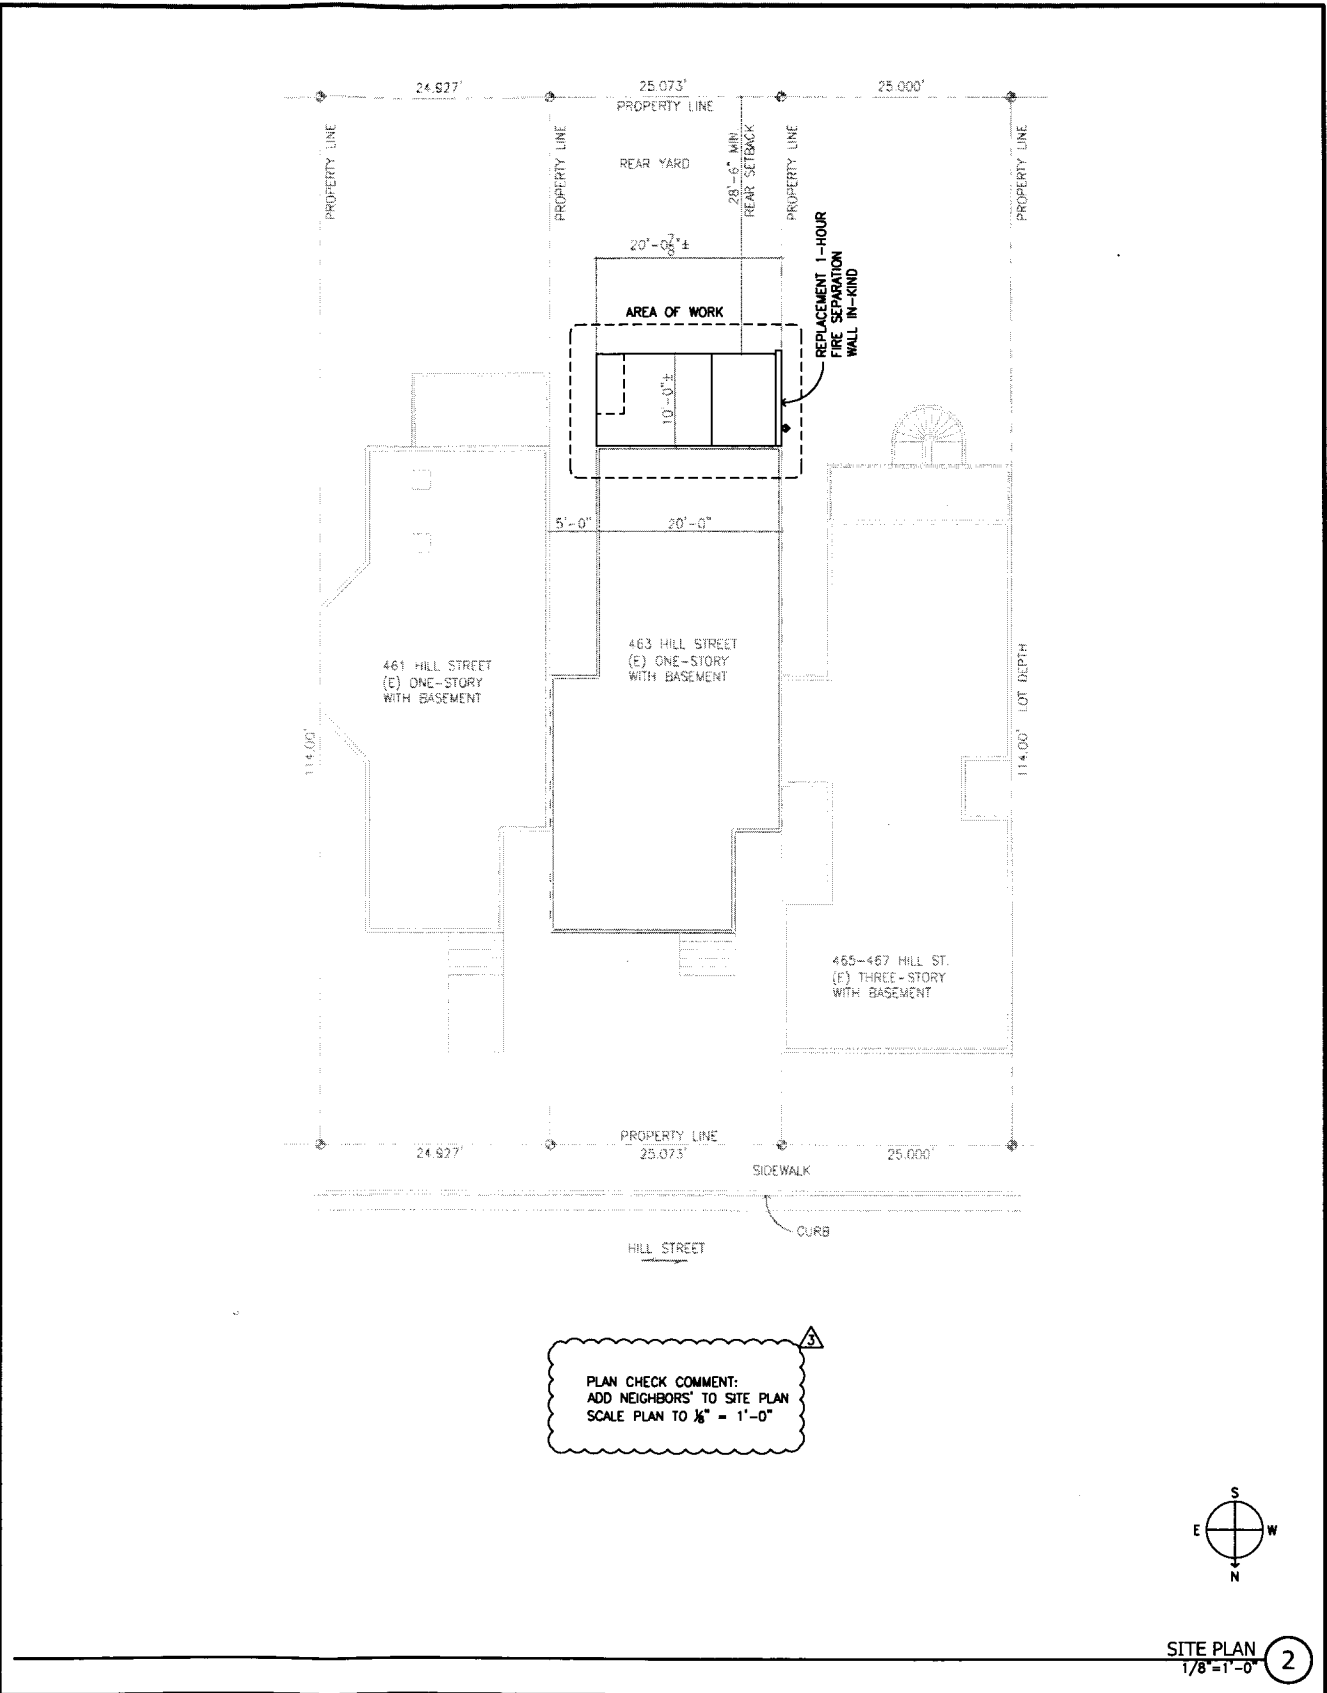 24.927'
25.073'
25.000'
PROPERTY LINE
PROPERTY LINE
PROPERTY LINE
REAR YARD
28'-6" MIN
REAR SETBACK
PROPERTY LINE
PROPERTY LINE
20'-0⅞"±
REPLACEMENT 1-HOUR
FIRE SEPARATION
WALL IN-KIND
AREA OF WORK
10'-0"±
5'-0"
20'-0"
461 HILL STREET
(E) ONE-STORY
WITH BASEMENT
463 HILL STREET
(E) ONE-STORY
WITH BASEMENT
114.00'
114.00' LOT DEPTH
465-467 HILL ST.
(E) THREE-STORY
WITH BASEMENT
PROPERTY LINE
24.927'
25.073'
25.000'
SIDEWALK
CURB
HILL STREET
3
PLAN CHECK COMMENT:
ADD NEIGHBORS' TO SITE PLAN
SCALE PLAN TO ⅛" = 1'-0"
S
E
W
N
SITE PLAN
1/8"=1'-0"
2